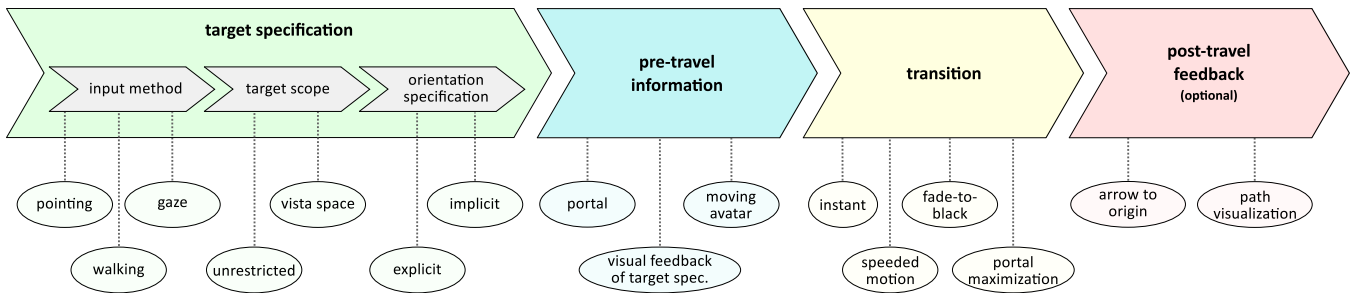 target specification
input method
target scope
orientation
specification
pre-travel
information
transition
post-travel
feedback
(optional)
pointing
gaze
vista space
implicit
portal
moving
avatar
instant
fade-to-
black
arrow to
origin
path
visualization
walking
unrestricted
explicit
visual feedback
of target spec.
speeded
motion
portal
maximization